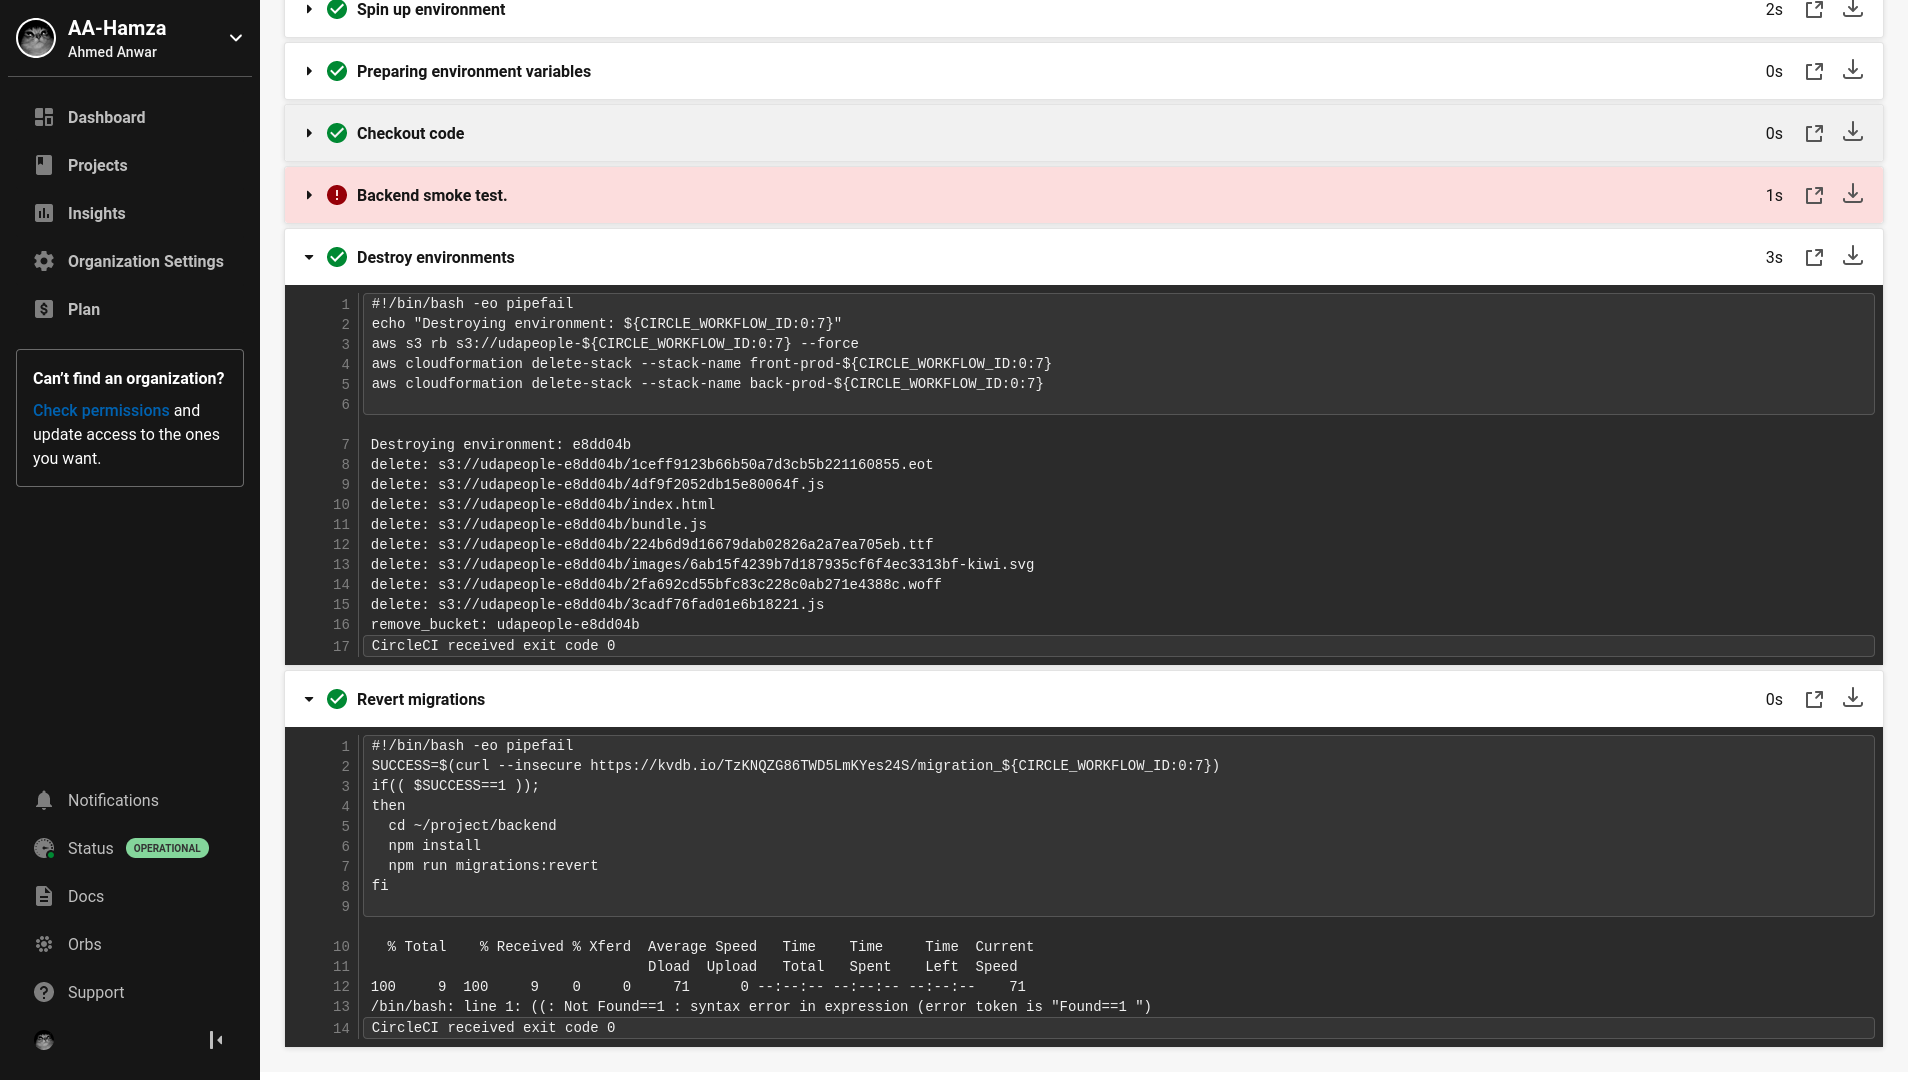 AA-Hamza
Ahmed Anwar
Dashboard
Projects
Insights
Organization Settings
Plan
Can't find an organization?
Check permissions and
update access to the ones
you want.
Notifications
Status OPERATIONAL
Docs
Orbs
Support
Spin up environment 2s
Preparing environment variables 0s
Checkout code 0s
Backend smoke test. 1s
Destroy environments 3s
1 #!/bin/bash -eo pipefail
2 echo "Destroying environment: ${CIRCLE_WORKFLOW_ID:0:7}"
3 aws s3 rb s3://udapeople-${CIRCLE_WORKFLOW_ID:0:7} --force
4 aws cloudformation delete-stack --stack-name front-prod-${CIRCLE_WORKFLOW_ID:0:7}
5 aws cloudformation delete-stack --stack-name back-prod-${CIRCLE_WORKFLOW_ID:0:7}
6
7 Destroying environment: e8dd04b
8 delete: s3://udapeople-e8dd04b/1ceff9123b66b50a7d3cb5b221160855.eot
9 delete: s3://udapeople-e8dd04b/4df9f2052db15e80064f.js
10 delete: s3://udapeople-e8dd04b/index.html
11 delete: s3://udapeople-e8dd04b/bundle.js
12 delete: s3://udapeople-e8dd04b/224b6d9d16679dab02826a2a7ea705eb.ttf
13 delete: s3://udapeople-e8dd04b/images/6ab15f4239b7d187935cf6f4ec3313bf-kiwi.svg
14 delete: s3://udapeople-e8dd04b/2fa692cd55bfc83c228c0ab271e4388c.woff
15 delete: s3://udapeople-e8dd04b/3cadf76fad01e6b18221.js
16 remove_bucket: udapeople-e8dd04b
17 CircleCI received exit code 0
Revert migrations 0s
1 #!/bin/bash -eo pipefail
2 SUCCESS=$(curl --insecure https://kvdb.io/TzKNQZG86TWD5LmKYes24S/migration_${CIRCLE_WORKFLOW_ID:0:7})
3 if(( $SUCCESS==1 ));
4 then
5   cd ~/project/backend
6   npm install
7   npm run migrations:revert
8 fi
9
10   % Total    % Received % Xferd  Average Speed   Time    Time     Time  Current
11                                  Dload  Upload   Total   Spent    Left  Speed
12 100     9  100     9    0     0     71      0 --:--:-- --:--:-- --:--:--    71
13 /bin/bash: line 1: ((: Not Found==1 : syntax error in expression (error token is "Found==1 ")
14 CircleCI received exit code 0